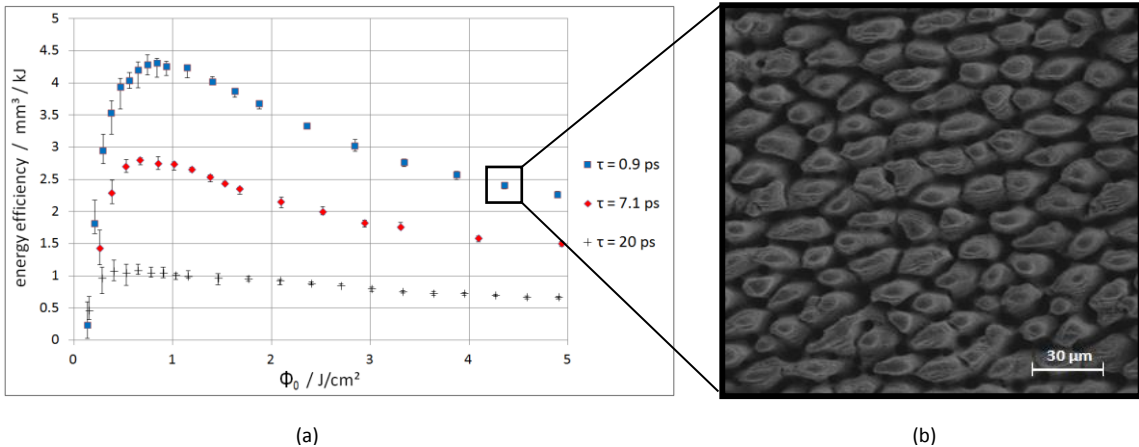 energy efficiency / mm³ / kJ
5
4.5
4
3.5
3
2.5
2
1.5
1
0.5
0
0 1 2 3 4 5
Φ₀ / J/cm²
τ = 0.9 ps
τ = 7.1 ps
τ = 20 ps
30 µm
(a)
(b)